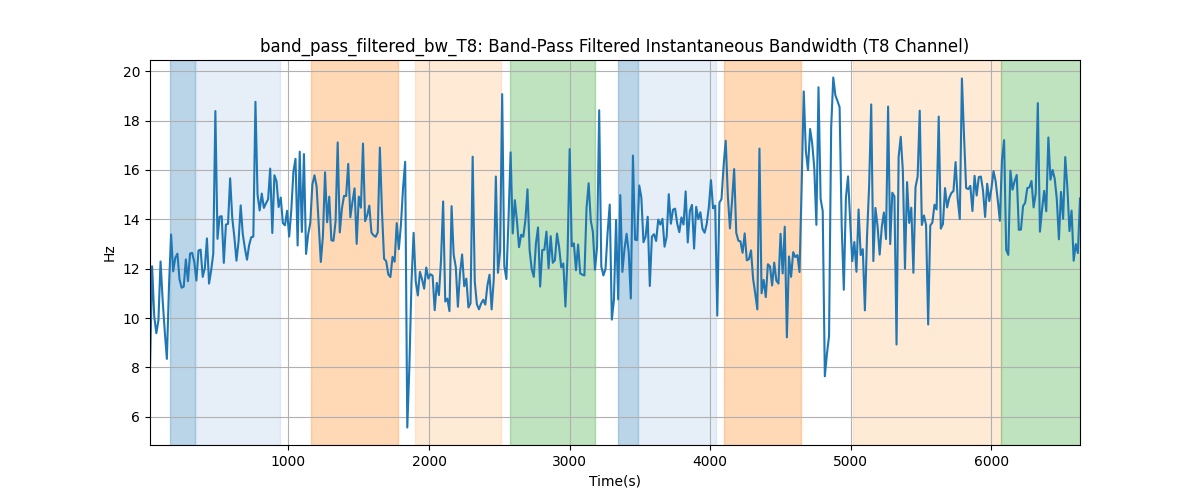 band_pass_filtered_bw_T8: Band-Pass Filtered Instantaneous Bandwidth (T8 Channel)
20
18
16
14
12
10
8
6
Hz
1000 2000 3000 4000 5000 6000
Time(s)